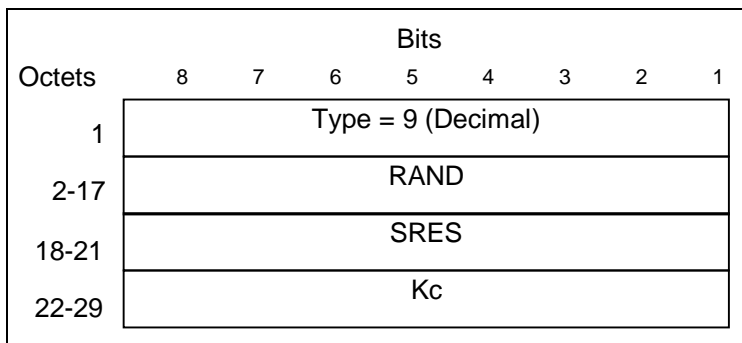 Bits
Octets 8 7 6 5 4 3 2 1
1 Type = 9 (Decimal)
2-17 RAND
18-21 SRES
22-29 Kc